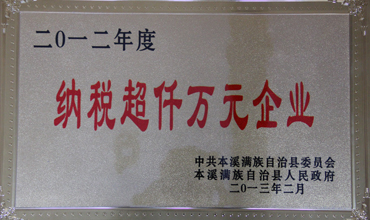 二〇一二年度
纳税超仟万元企业
中共本溪满族自治县委员会
本溪满族自治县人民政府
二〇一三年二月